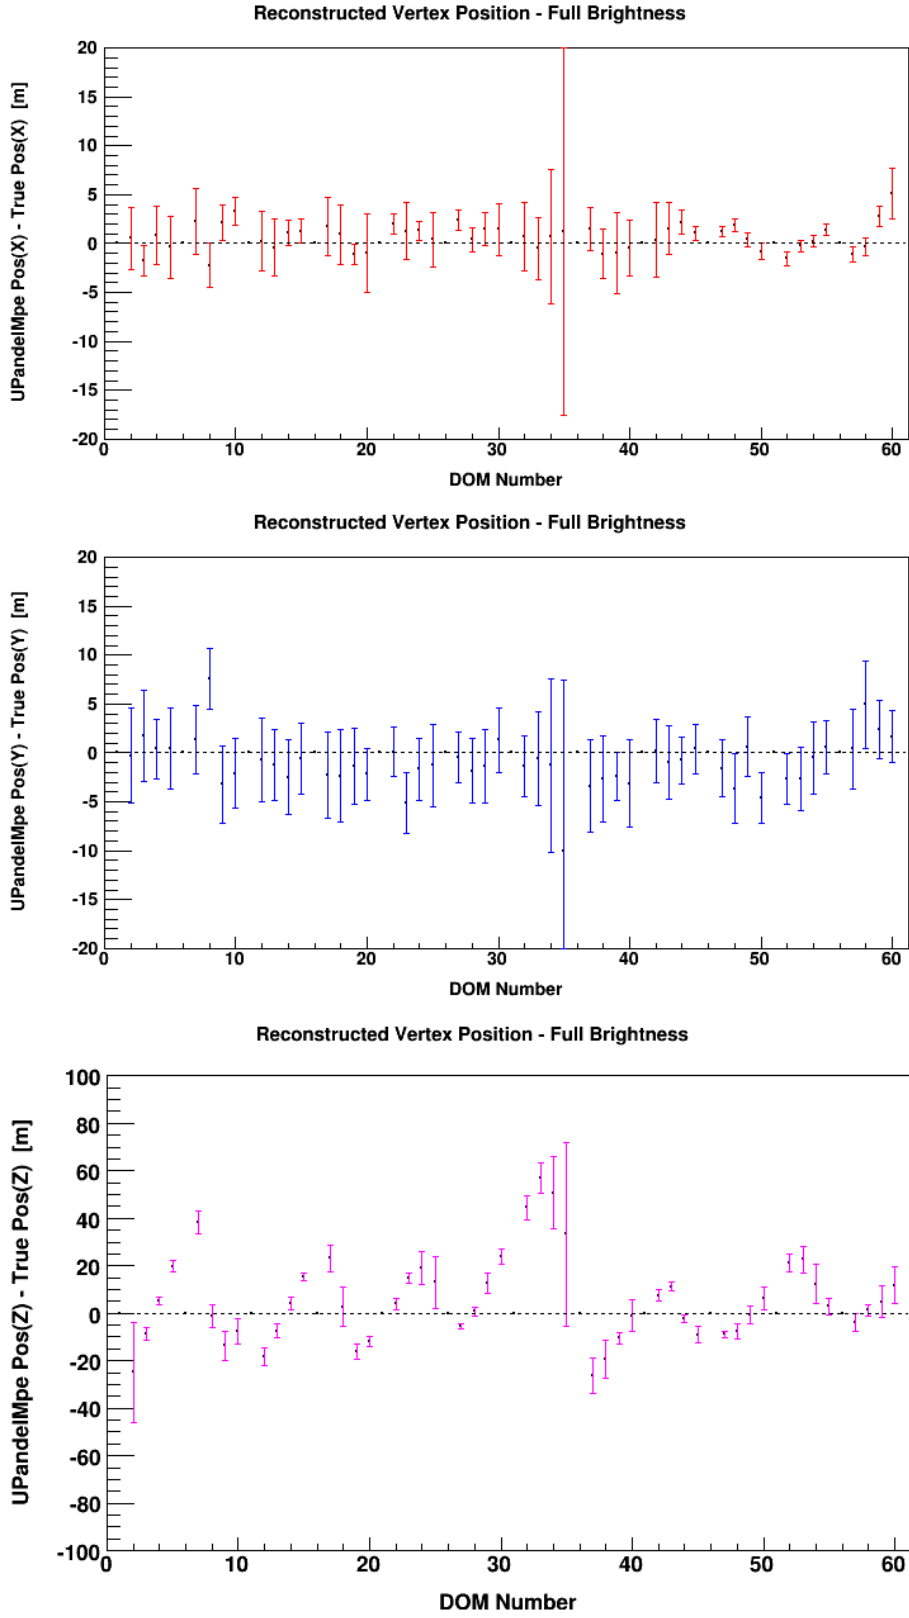 Reconstructed Vertex Position - Full Brightness
UPandelMpe Pos(X) - True Pos(X) [m]
20
15
10
5
0
-5
-10
-15
-20
0 10 20 30 40 50 60
DOM Number
Reconstructed Vertex Position - Full Brightness
UPandelMpe Pos(Y) - True Pos(Y) [m]
20
15
10
5
0
-5
-10
-15
-20
0 10 20 30 40 50 60
DOM Number
Reconstructed Vertex Position - Full Brightness
UPandelMpe Pos(Z) - True Pos(Z) [m]
100
80
60
40
20
0
-20
-40
-60
-80
-100
0 10 20 30 40 50 60
DOM Number